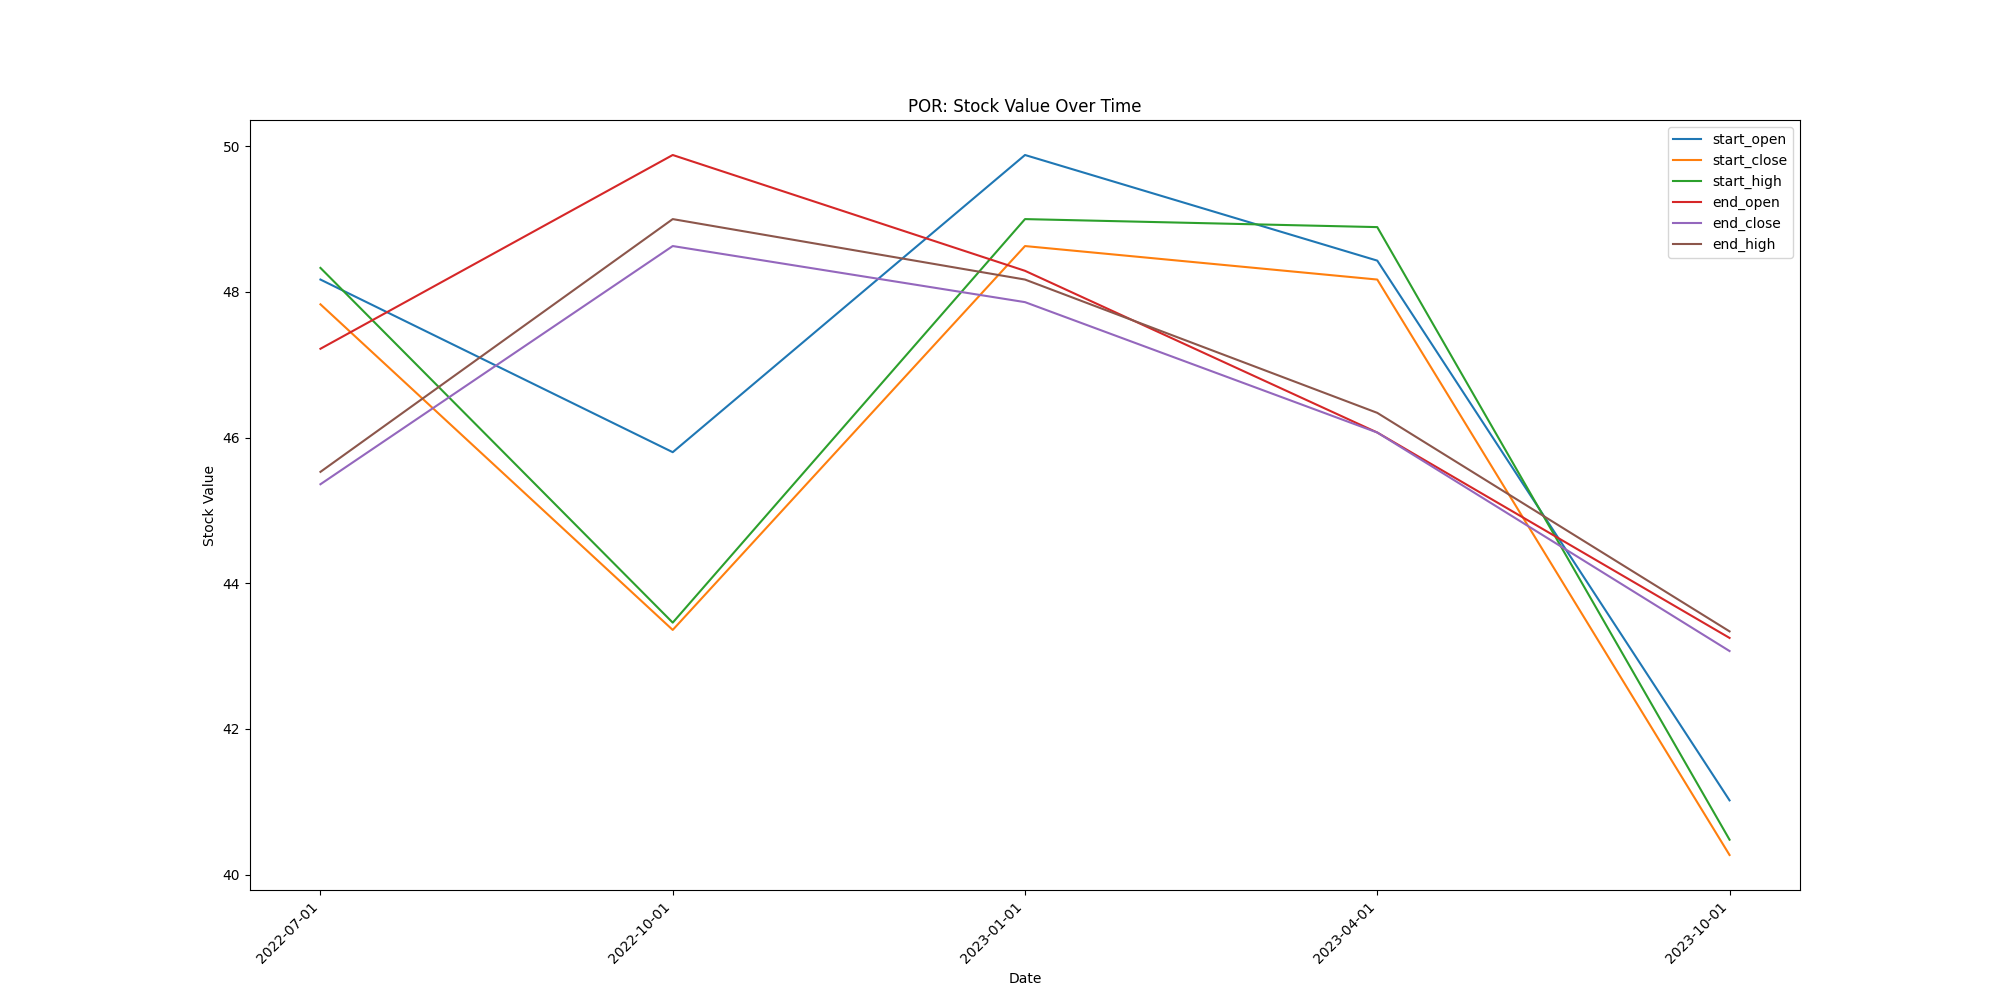 POR: Stock Value Over Time
50
48
46
44
42
40
Stock Value
start_open
start_close
start_high
end_open
end_close
end_high
2022-07-01
2022-10-01
2023-01-01
2023-04-01
2023-10-01
Date